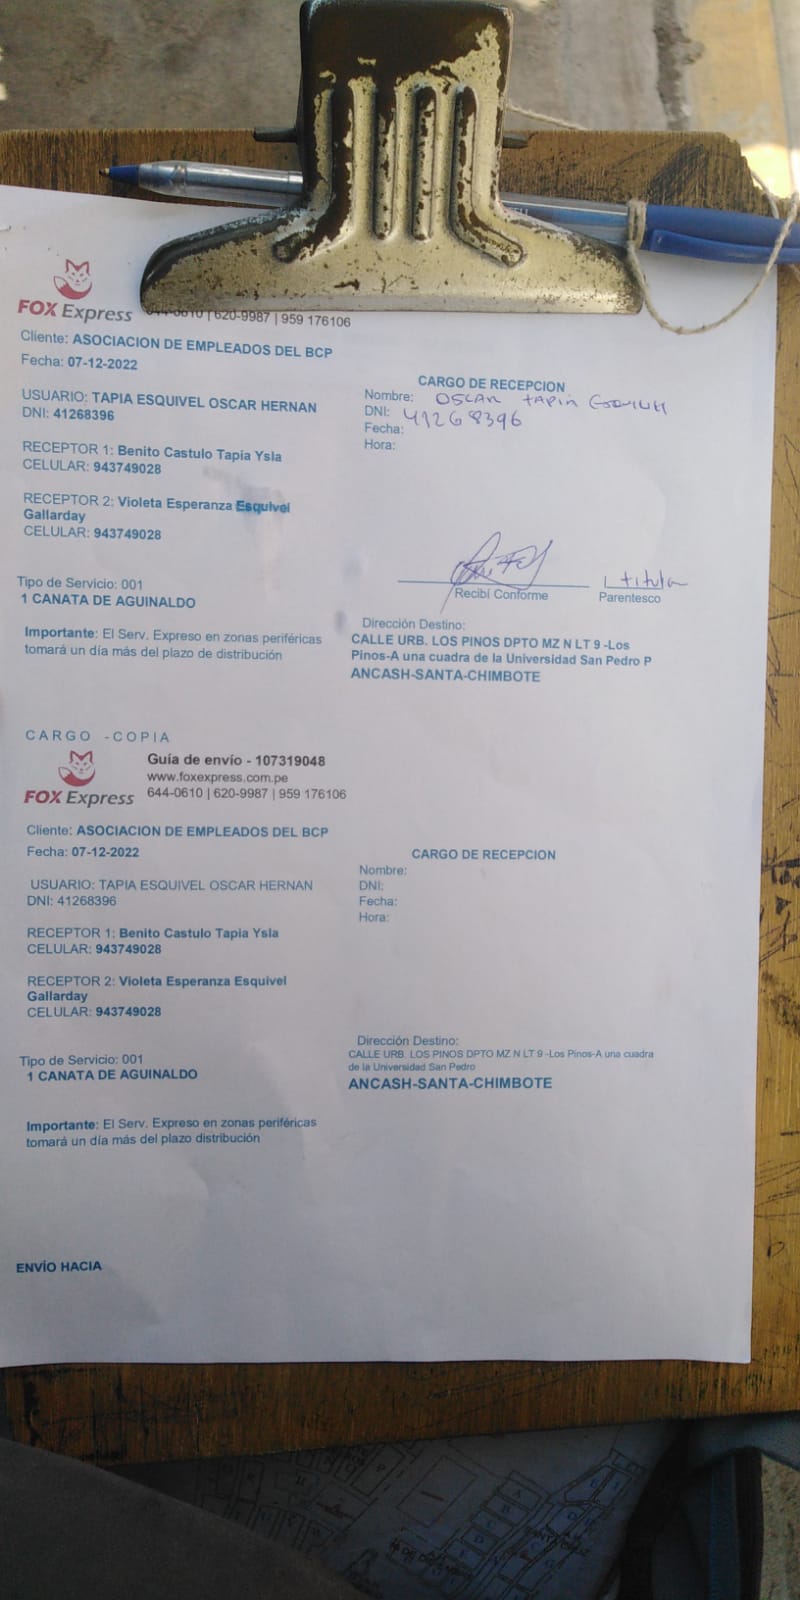 FOX Express
644-0610 | 620-9987 | 959 176106
Cliente: ASOCIACION DE EMPLEADOS DEL BCP
Fecha: 07-12-2022
USUARIO: TAPIA ESQUIVEL OSCAR HERNAN
DNI: 41268396
RECEPTOR 1: Benito Castulo Tapia Ysla
CELULAR: 943749028
RECEPTOR 2: Violeta Esperanza Esquivel
Gallarday
CELULAR: 943749028
Tipo de Servicio: 001
1 CANATA DE AGUINALDO
Importante: El Serv. Expreso en zonas periféricas
tomará un día más del plazo de distribución
CARGO DE RECEPCION
Nombre: OSCAR TAPIA
DNI: 41268396
Fecha:
Hora:
Recibí Conforme
titular
Parentesco
Dirección Destino:
CALLE URB. LOS PINOS DPTO MZ N LT 9 -Los
Pinos-A una cuadra de la Universidad San Pedro P
ANCASH-SANTA-CHIMBOTE
CARGO -COPIA
FOX Express
Guía de envío - 107319048
www.foxexpress.com.pe
644-0610 | 620-9987 | 959 176106
Cliente: ASOCIACION DE EMPLEADOS DEL BCP
Fecha: 07-12-2022
USUARIO: TAPIA ESQUIVEL OSCAR HERNAN
DNI: 41268396
RECEPTOR 1: Benito Castulo Tapia Ysla
CELULAR: 943749028
RECEPTOR 2: Violeta Esperanza Esquivel
Gallarday
CELULAR: 943749028
Tipo de Servicio: 001
1 CANATA DE AGUINALDO
Importante: El Serv. Expreso en zonas periféricas
tomará un día más del plazo distribución
CARGO DE RECEPCION
Nombre:
DNI:
Fecha:
Hora:
Dirección Destino:
CALLE URB. LOS PINOS DPTO MZ N LT 9 -Los Pinos-A una cuadra
de la Universidad San Pedro
ANCASH-SANTA-CHIMBOTE
ENVÍO HACIA